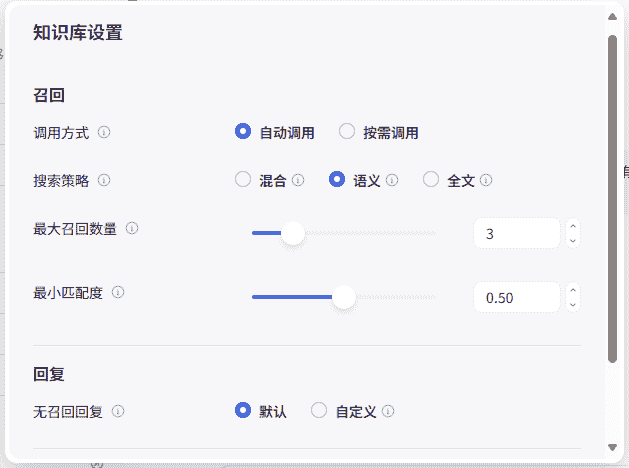 知识库设置
召回
调用方式 自动调用 按需调用
搜索策略 混合 语义 全文
最大召回数量 3
最小匹配度 0.50
回复
无召回回复 默认 自定义